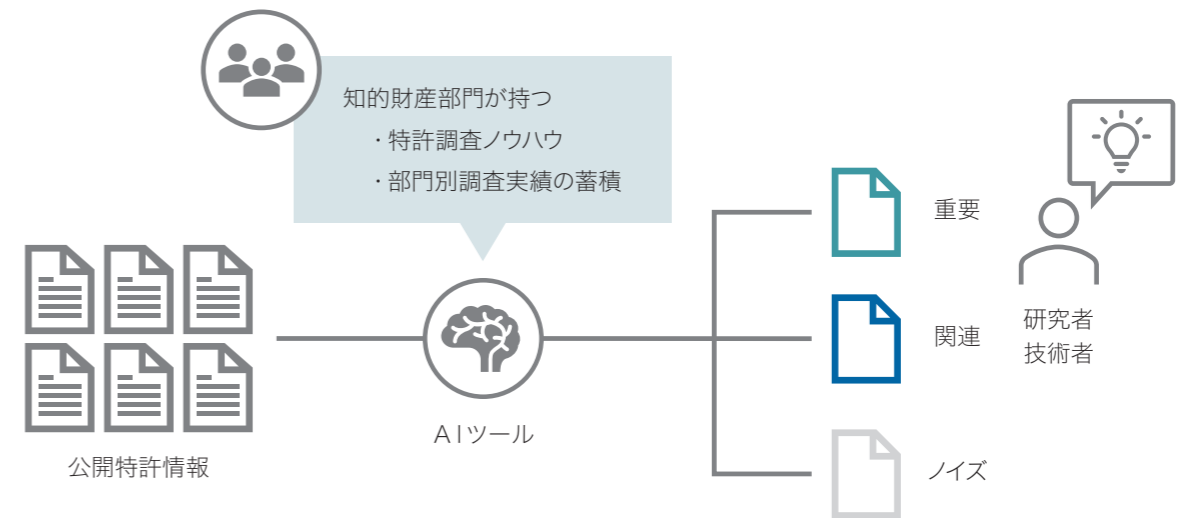 知的財産部門が持つ
・特許調査ノウハウ
・部門別調査実績の蓄積
公開特許情報
AIツール
重要
関連
ノイズ
研究者
技術者